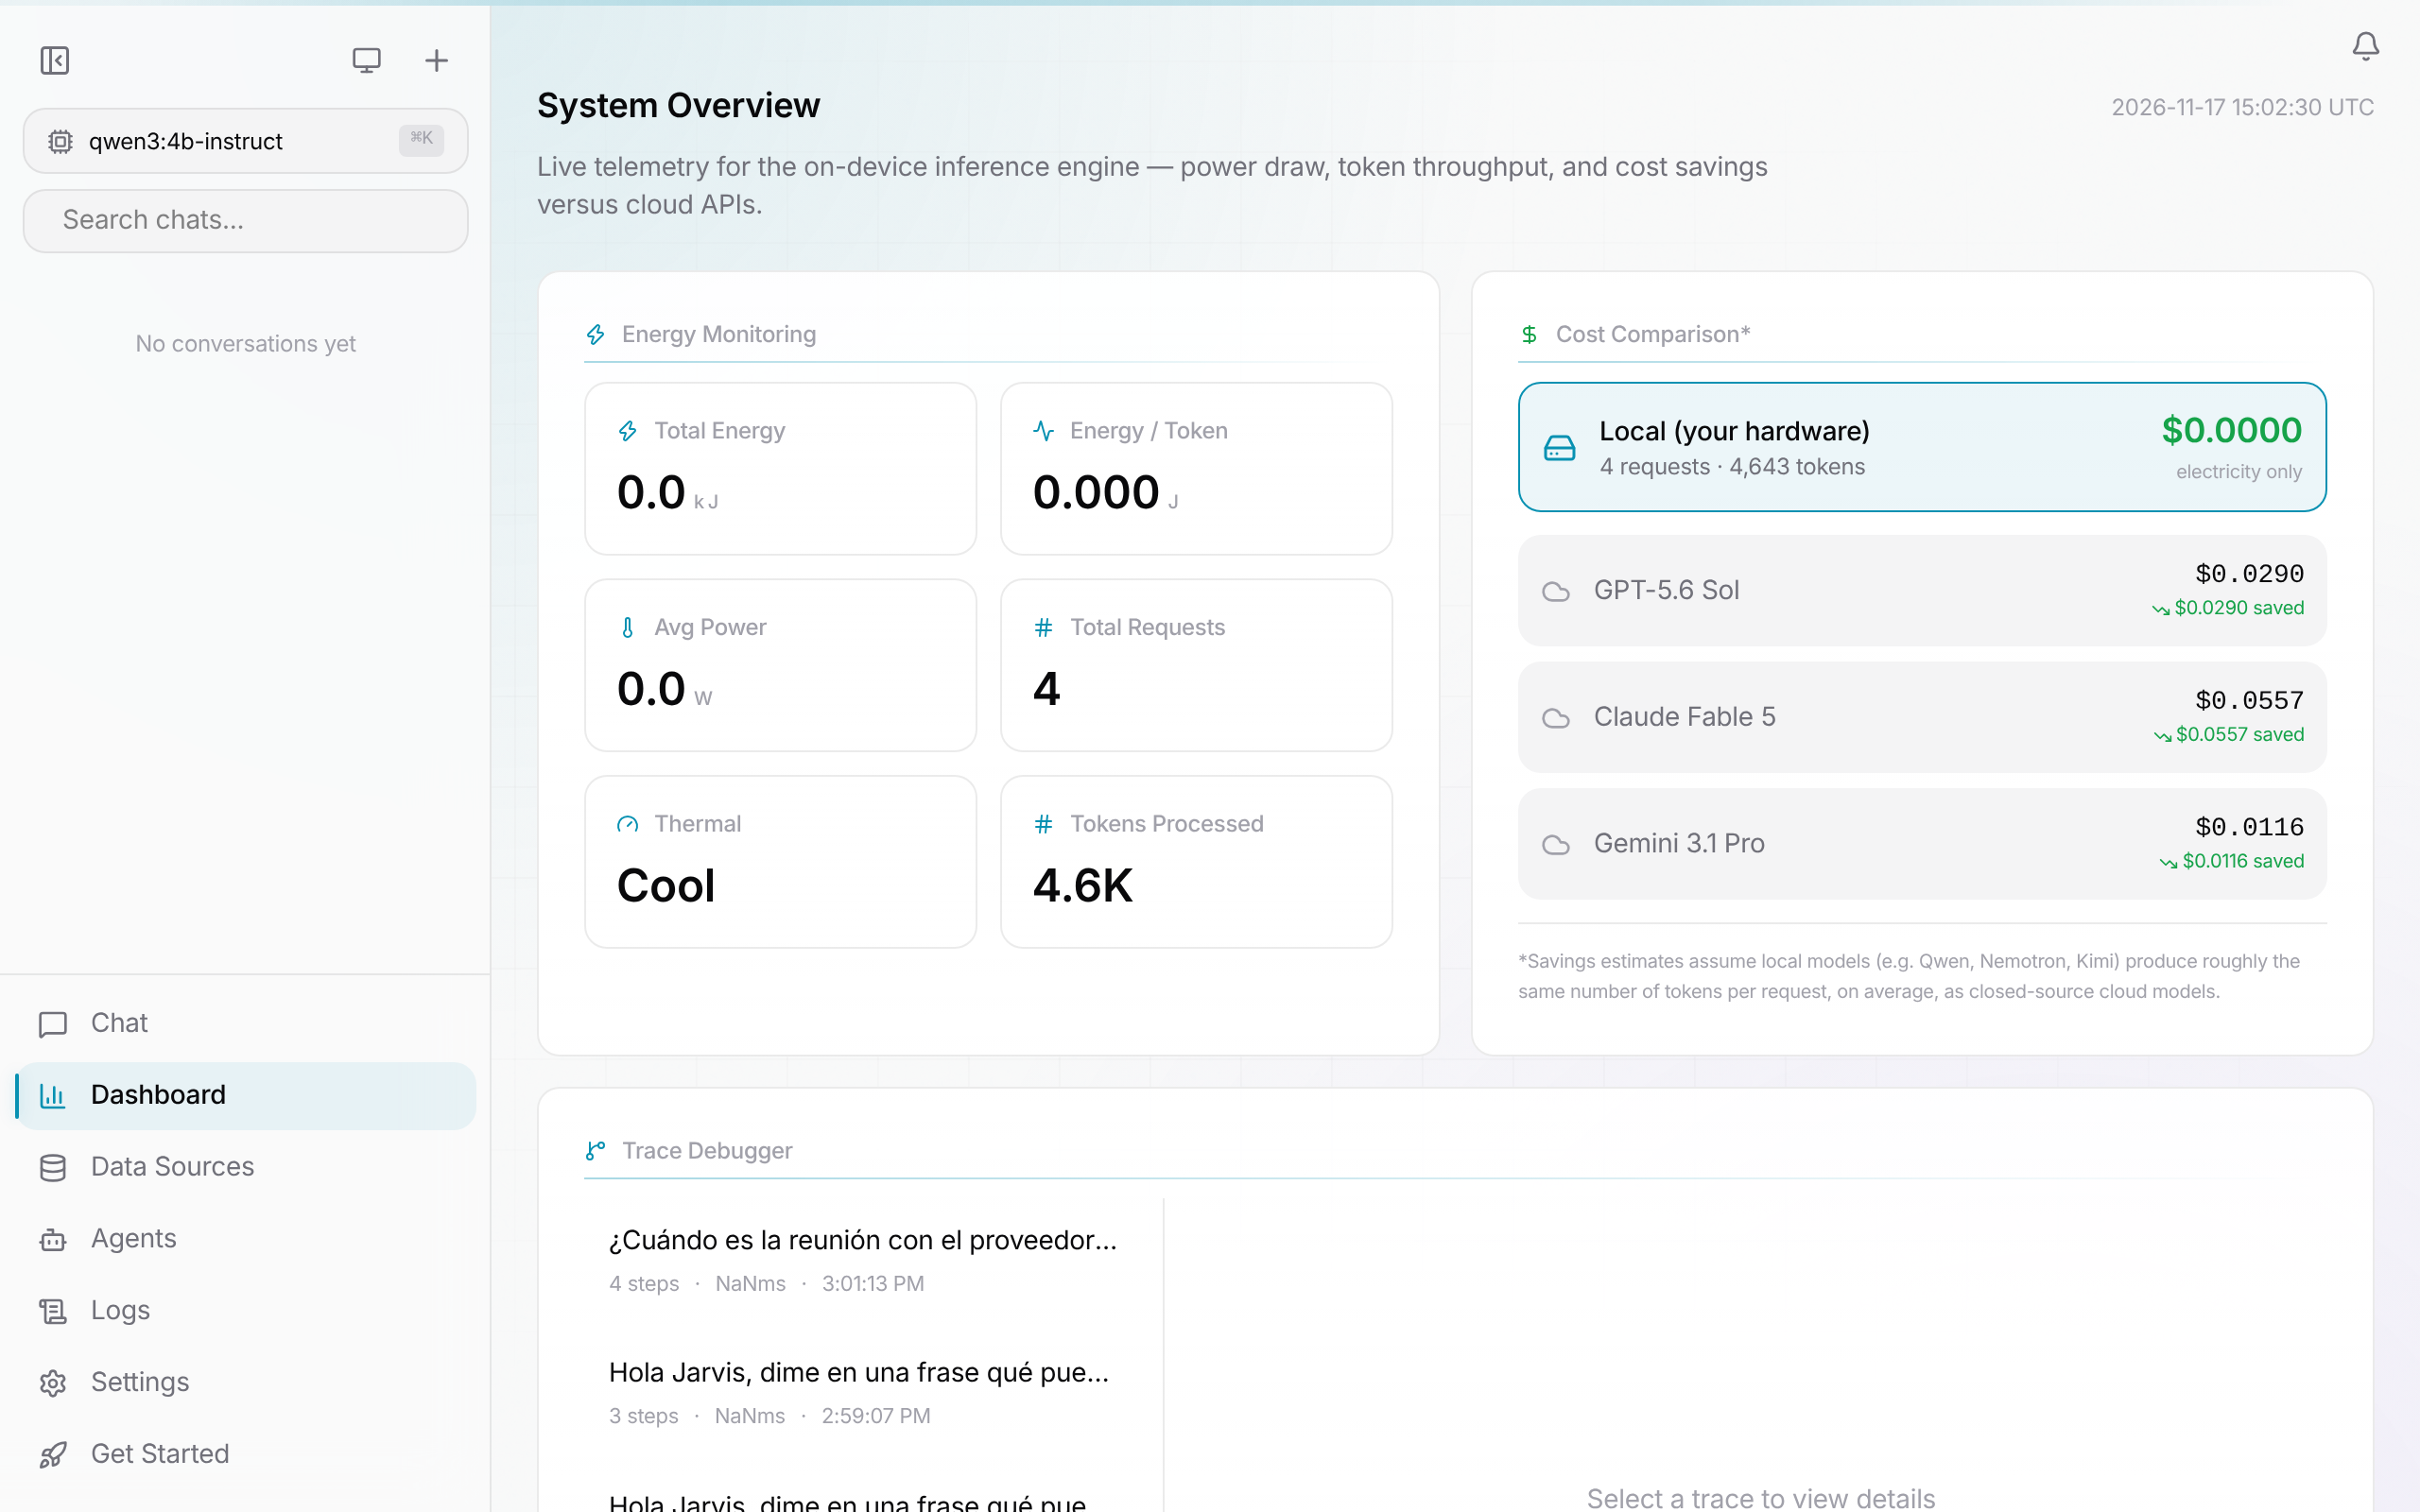 qwen3:4b-instruct
⌘K
Search chats...
No conversations yet
Chat
Dashboard
Data Sources
Agents
Logs
Settings
Get Started
System Overview
2026-11-17 15:02:30 UTC
Live telemetry for the on-device inference engine — power draw, token throughput, and cost savings
versus cloud APIs.
Energy Monitoring
Total Energy
0.0 kJ
Energy / Token
0.000 J
Avg Power
0.0 W
Total Requests
4
Thermal
Cool
Tokens Processed
4.6K
Cost Comparison*
Local (your hardware)
$0.0000
4 requests · 4,643 tokens
electricity only
GPT-5.6 Sol
$0.0290
$0.0290 saved
Claude Fable 5
$0.0557
$0.0557 saved
Gemini 3.1 Pro
$0.0116
$0.0116 saved
*Savings estimates assume local models (e.g. Qwen, Nemotron, Kimi) produce roughly the
same number of tokens per request, on average, as closed-source cloud models.
Trace Debugger
¿Cuándo es la reunión con el proveedor...
4 steps · NaNms · 3:01:13 PM
Hola Jarvis, dime en una frase qué pue...
3 steps · NaNms · 2:59:07 PM
Hola Jarvis, dime en una frase qué pue...
Select a trace to view details